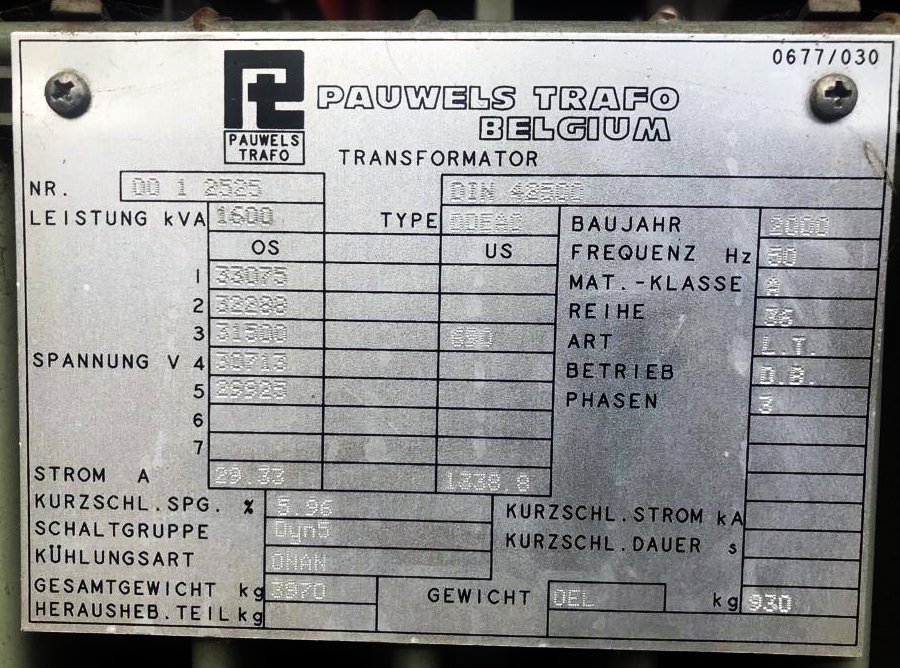 0677/030
PAUWELS TRAFO
BELGIUM
PAUWELS
TRAFO
TRANSFORMATOR
NR. 00 1 2525 DIN 42500
LEISTUNG kVA 1600 TYPE BAUJAHR 2000
OS US FREQUENZ Hz 50
1 33075 MAT.-KLASSE A
2 32288 REIHE 36
3 31500 690 ART L.T.
SPANNUNG V 4 30713 BETRIEB D.B.
5 29925 PHASEN 3
6
7
STROM A 29.33 1338.8
KURZSCHL.SPG. % 5.96 KURZSCHL.STROM kA
SCHALTGRUPPE Dyn5 KURZSCHL.DAUER s
KÜHLUNGSART ONAN
GESAMTGEWICHT kg 3970 GEWICHT OEL kg 930
HERAUSHEB.TEIL kg